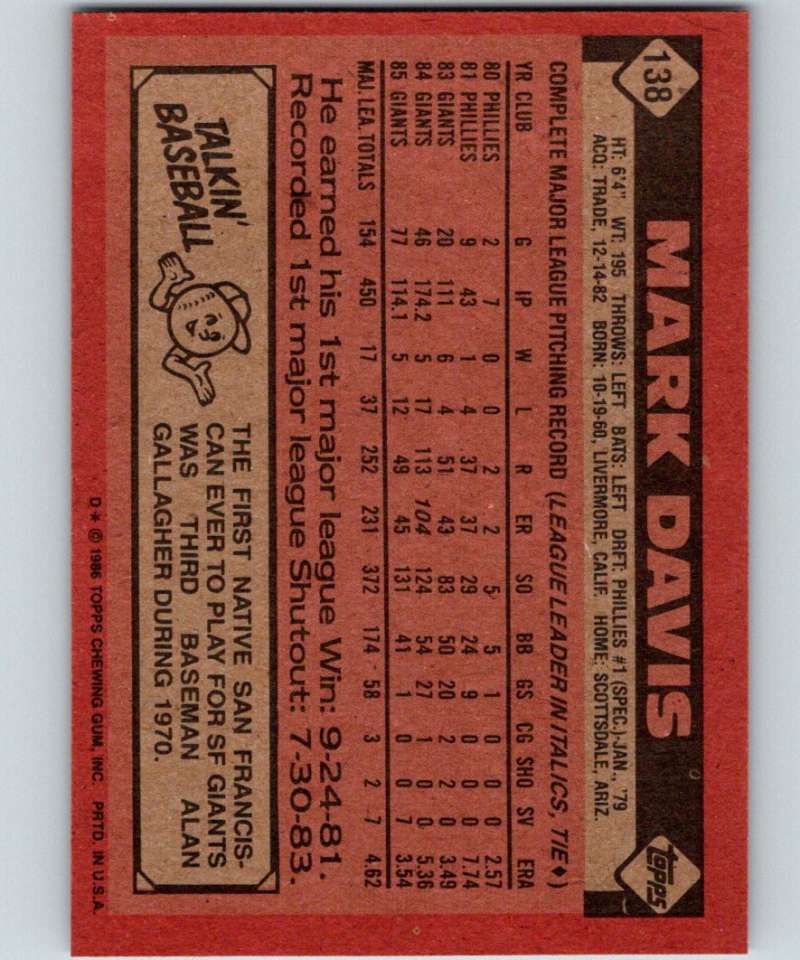 138
MARK DAVIS
topps
HT: 6'4" WT: 195 THROWS: LEFT BATS: LEFT DRFT: PHILLIES #1 (SPEC.)-JAN., '79
ACQ: TRADE, 12-14-82 BORN: 10-19-60, LIVERMORE, CALIF. HOME: SCOTTSDALE, ARIZ.
COMPLETE MAJOR LEAGUE PITCHING RECORD (LEAGUE LEADER IN ITALICS, TIE ♦)
YR CLUB G IP W L R ER SO BB GS CG SHO SV ERA
80 PHILLIES 2 7 0 0 2 2 5 5 1 0 0 0 2.57
81 PHILLIES 9 43 1 4 37 37 29 24 9 0 0 0 7.74
83 GIANTS 20 111 6 4 51 43 83 50 20 2 2 0 3.49
84 GIANTS 46 174.2 5 17 113 104 124 54 27 1 0 0 5.36
85 GIANTS 77 114.1 5 12 49 45 131 41 1 0 0 7 3.54
MAJ. LEA. TOTALS 154 450 17 37 252 231 372 174 58 3 2 7 4.62
He earned his 1st major league Win: 9-24-81.
Recorded 1st major league Shutout: 7-30-83.
TALKIN'
BASEBALL
THE FIRST NATIVE SAN FRANCIS-
CAN EVER TO PLAY FOR SF GIANTS
WAS THIRD BASEMAN ALAN
GALLAGHER DURING 1970.
D* © 1986 TOPPS CHEWING GUM, INC. PRTD. IN U.S.A.